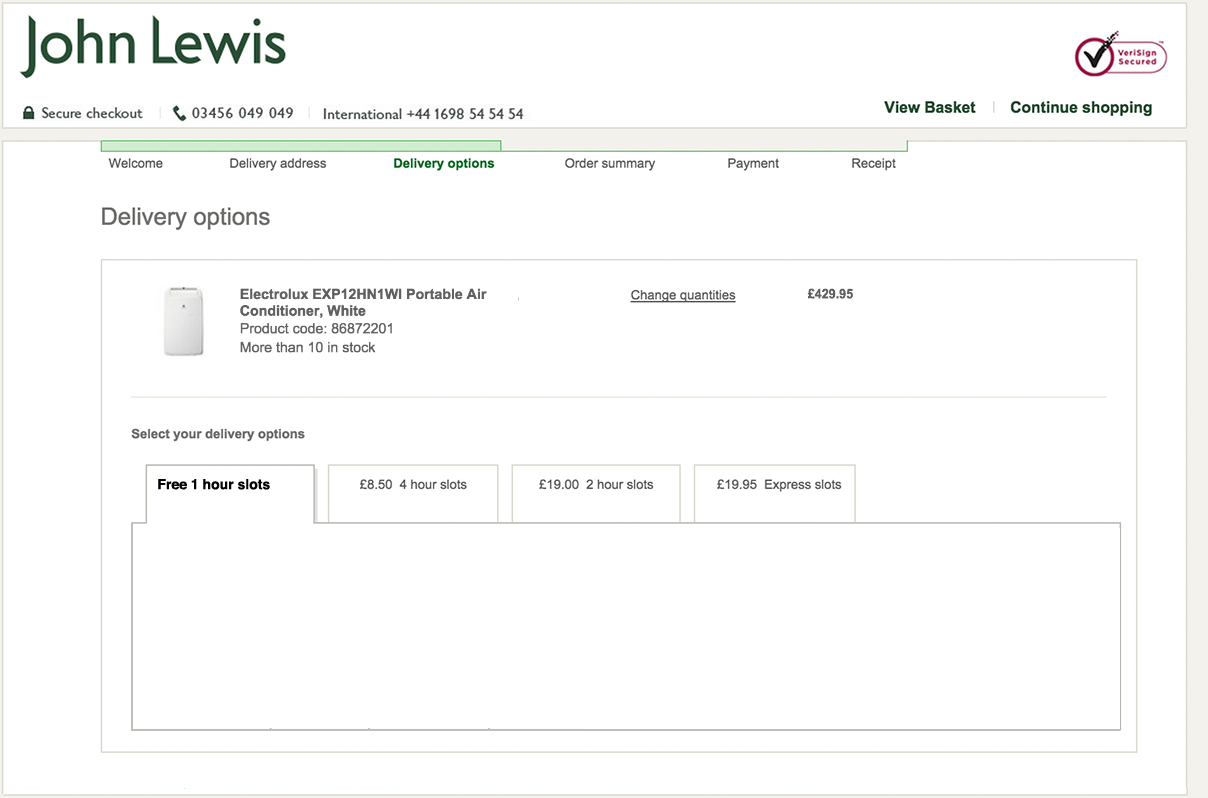 John Lewis
VeriSign
Secured
Secure checkout
03456 049 049
International +44 1698 54 54 54
View Basket
Continue shopping
Welcome
Delivery address
Delivery options
Order summary
Payment
Receipt
Delivery options
Electrolux EXP12HN1WI Portable Air
Conditioner, White
Product code: 86872201
More than 10 in stock
Change quantities
£429.95
Select your delivery options
Free 1 hour slots
£8.50 4 hour slots
£19.00 2 hour slots
£19.95 Express slots